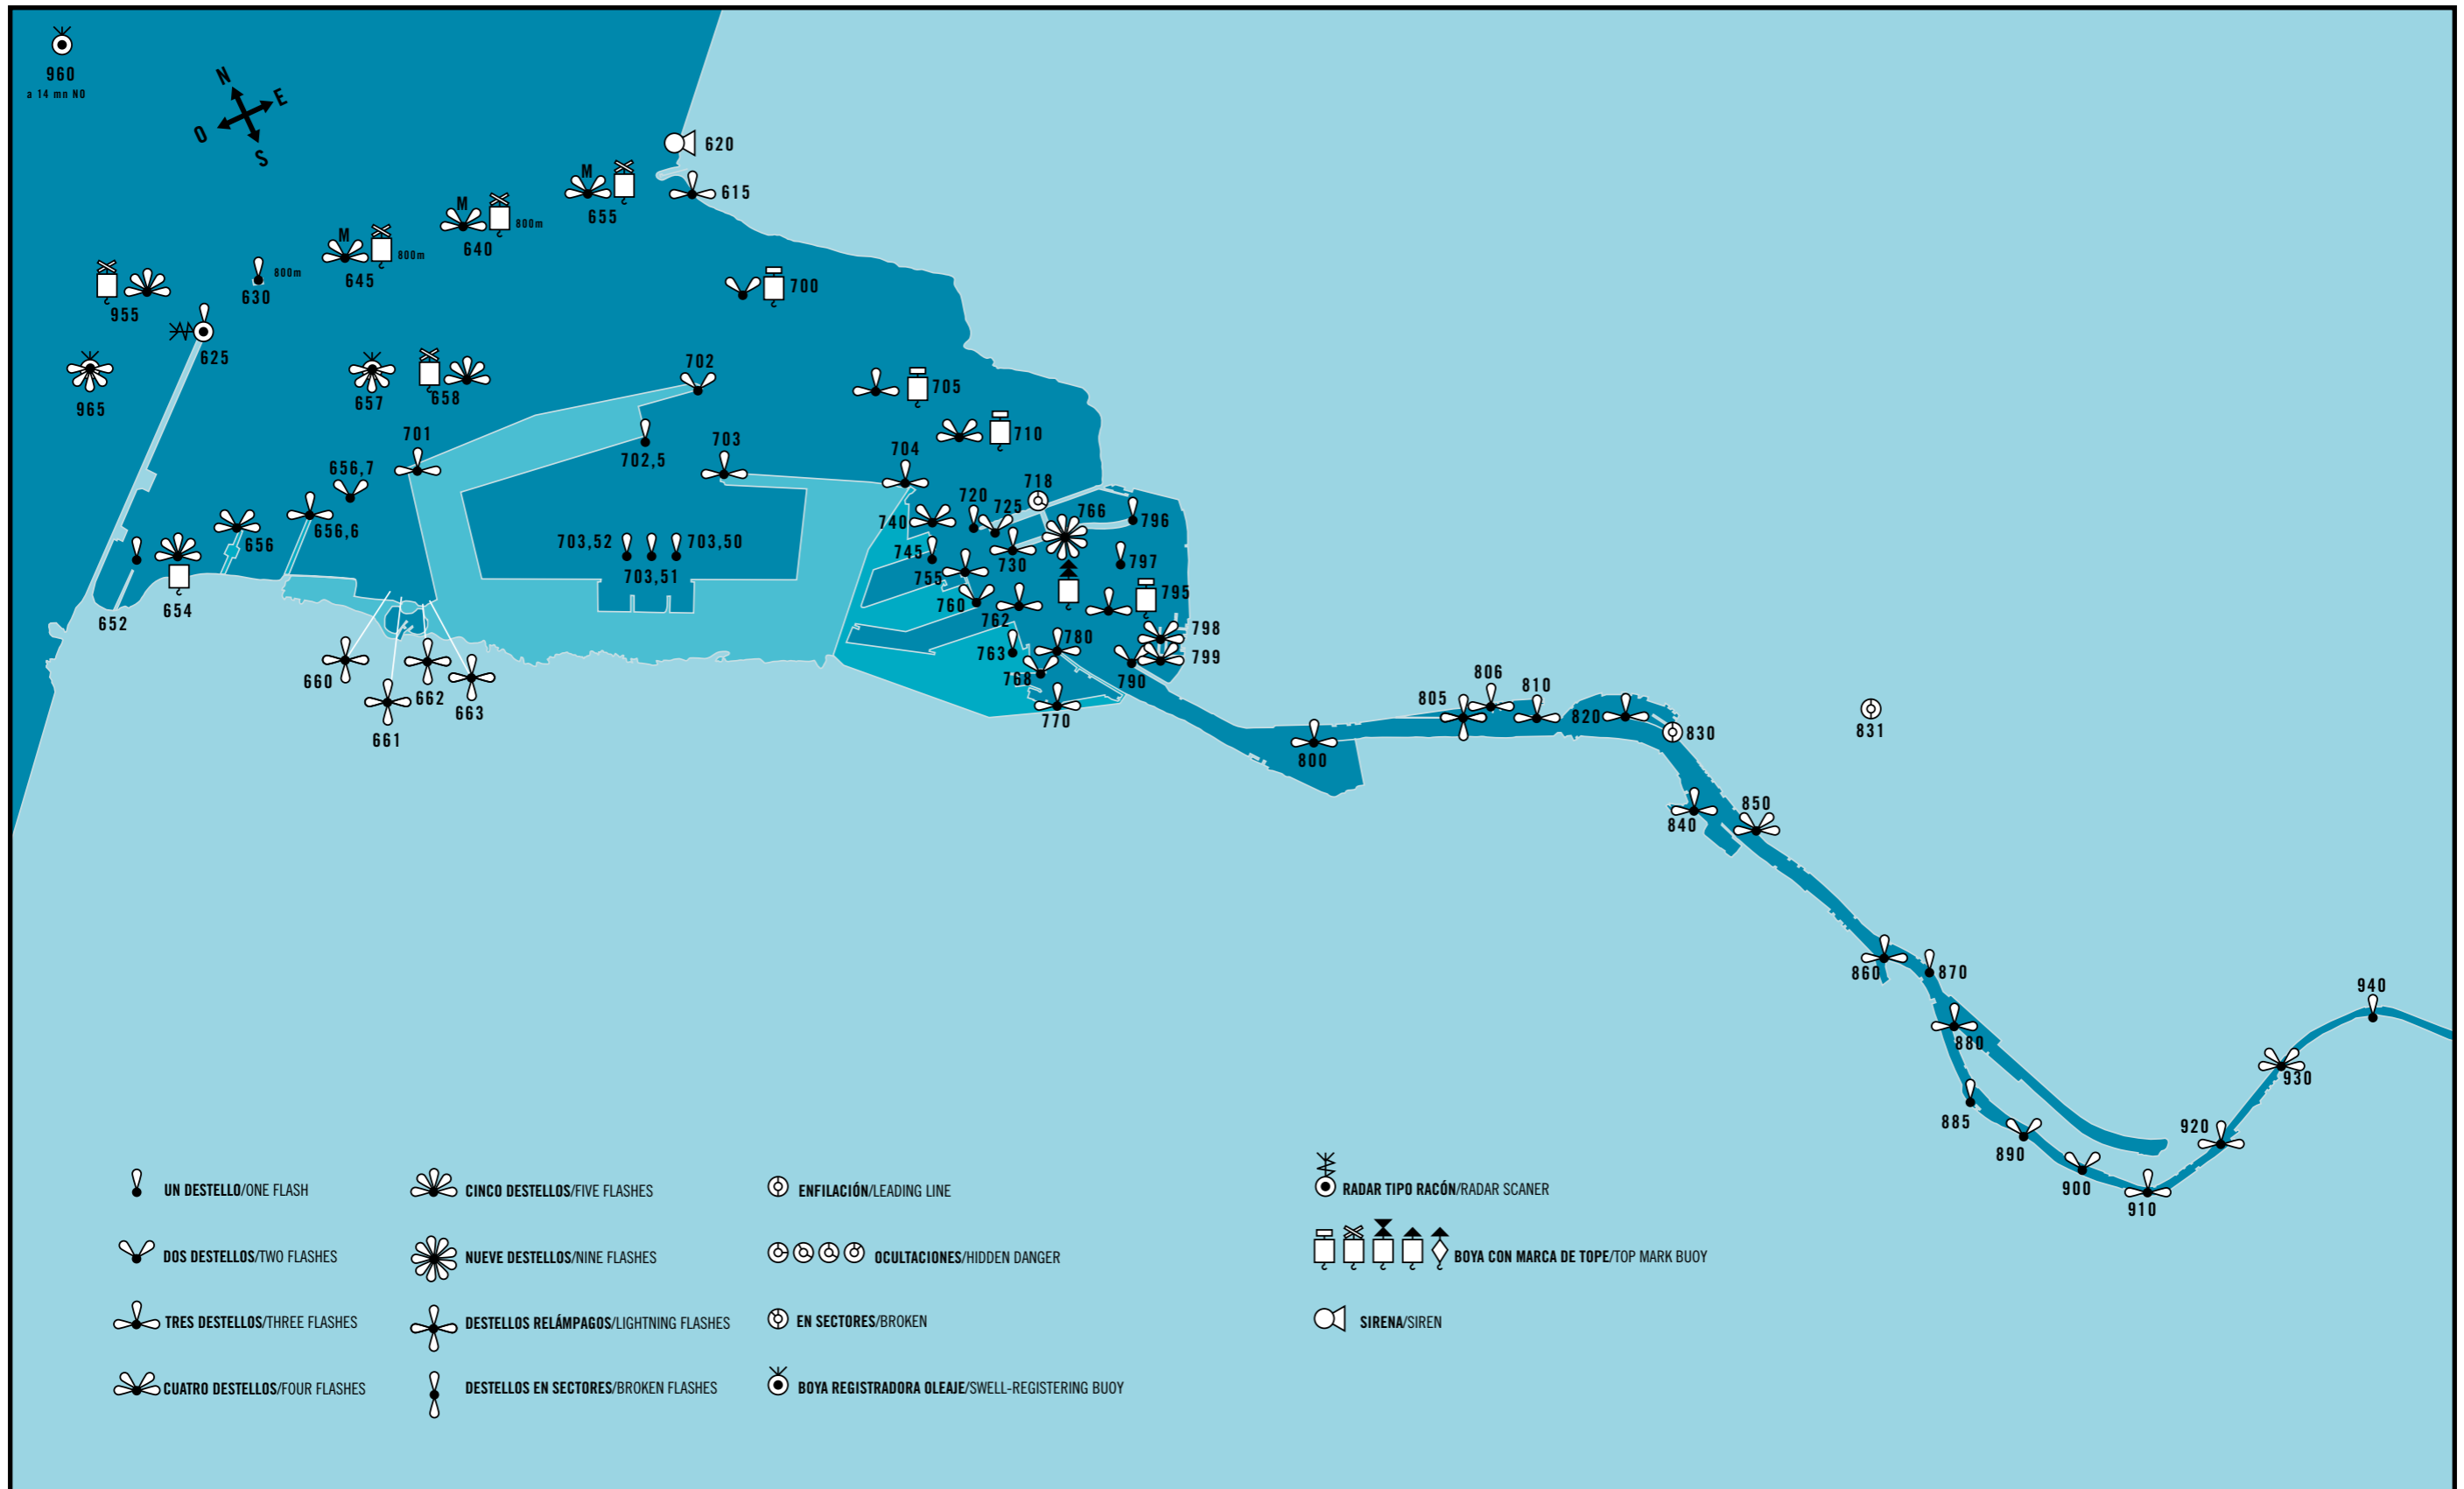 960
a 14 mn NO
N
E
O
S
620
M
655
615
M
640
800m
M
645
800m
800m
630
955
700
625
657
658
965
702
705
701
710
702,5
703
704
656,7
656,6
656
718
720
725
766
796
740
730
745
797
755
703,52
703,50
703,51
795
760
762
652
654
798
763
780
799
768
790
660
662
663
661
770
805
806
810
820
830
831
800
840
850
860
870
940
880
930
885
920
890
900
910
UN DESTELLO/ONE FLASH
CINCO DESTELLOS/FIVE FLASHES
ENFILACIÓN/LEADING LINE
RADAR TIPO RACÓN/RADAR SCANER
DOS DESTELLOS/TWO FLASHES
NUEVE DESTELLOS/NINE FLASHES
OCULTACIONES/HIDDEN DANGER
BOYA CON MARCA DE TOPE/TOP MARK BUOY
TRES DESTELLOS/THREE FLASHES
DESTELLOS RELÁMPAGOS/LIGHTNING FLASHES
EN SECTORES/BROKEN
SIRENA/SIREN
CUATRO DESTELLOS/FOUR FLASHES
DESTELLOS EN SECTORES/BROKEN FLASHES
BOYA REGISTRADORA OLEAJE/SWELL-REGISTERING BUOY